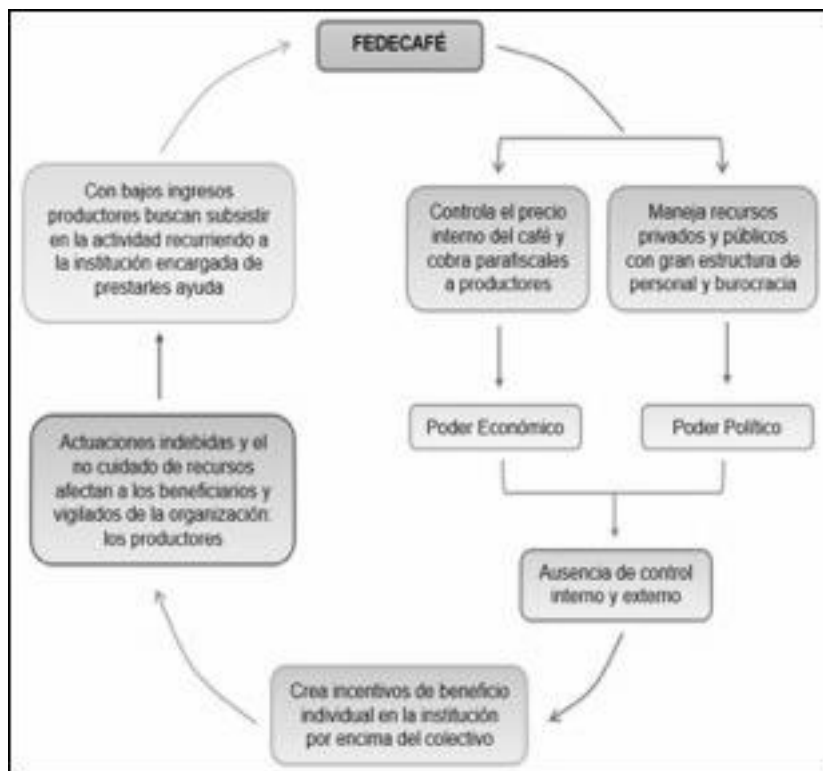 FEDECAFÉ
Controla el precio
interno del café y
cobra parafiscales
a productores
Maneja recursos
privados y públicos
con gran estructura de
personal y burocracia
Poder Económico
Poder Político
Ausencia de control
interno y externo
Crea incentivos de beneficio
individual en la institución
por encima del colectivo
Actuaciones indebidas y el
no cuidado de recursos
afectan a los beneficiarios y
vigilados de la organización:
los productores
Con bajos ingresos
productores buscan subsistir
en la actividad recurriendo a
la institución encargada de
prestarles ayuda